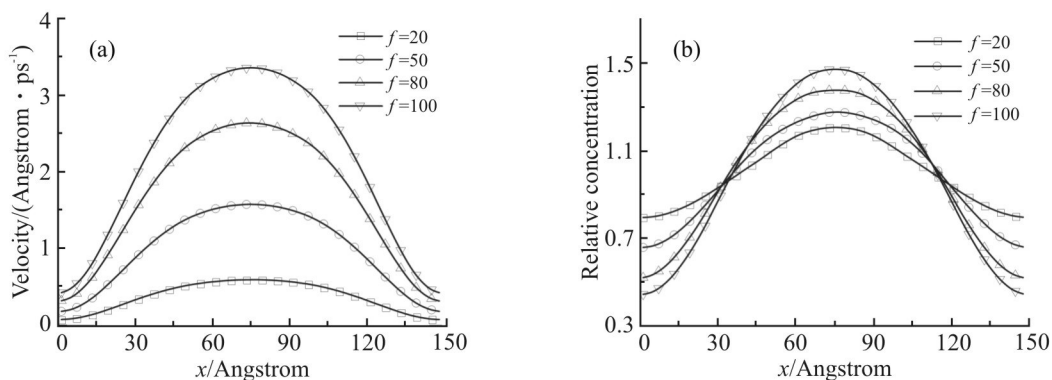 (a)
f=20
f=50
f=80
f=100
Velocity/(Angstrom · ps⁻¹)
4
3
2
1
0
0 30 60 90 120 150
x/Angstrom
(b)
f=20
f=50
f=80
f=100
Relative concentration
1.5
1.1
0.7
0.3
0 30 60 90 120 150
x/Angstrom